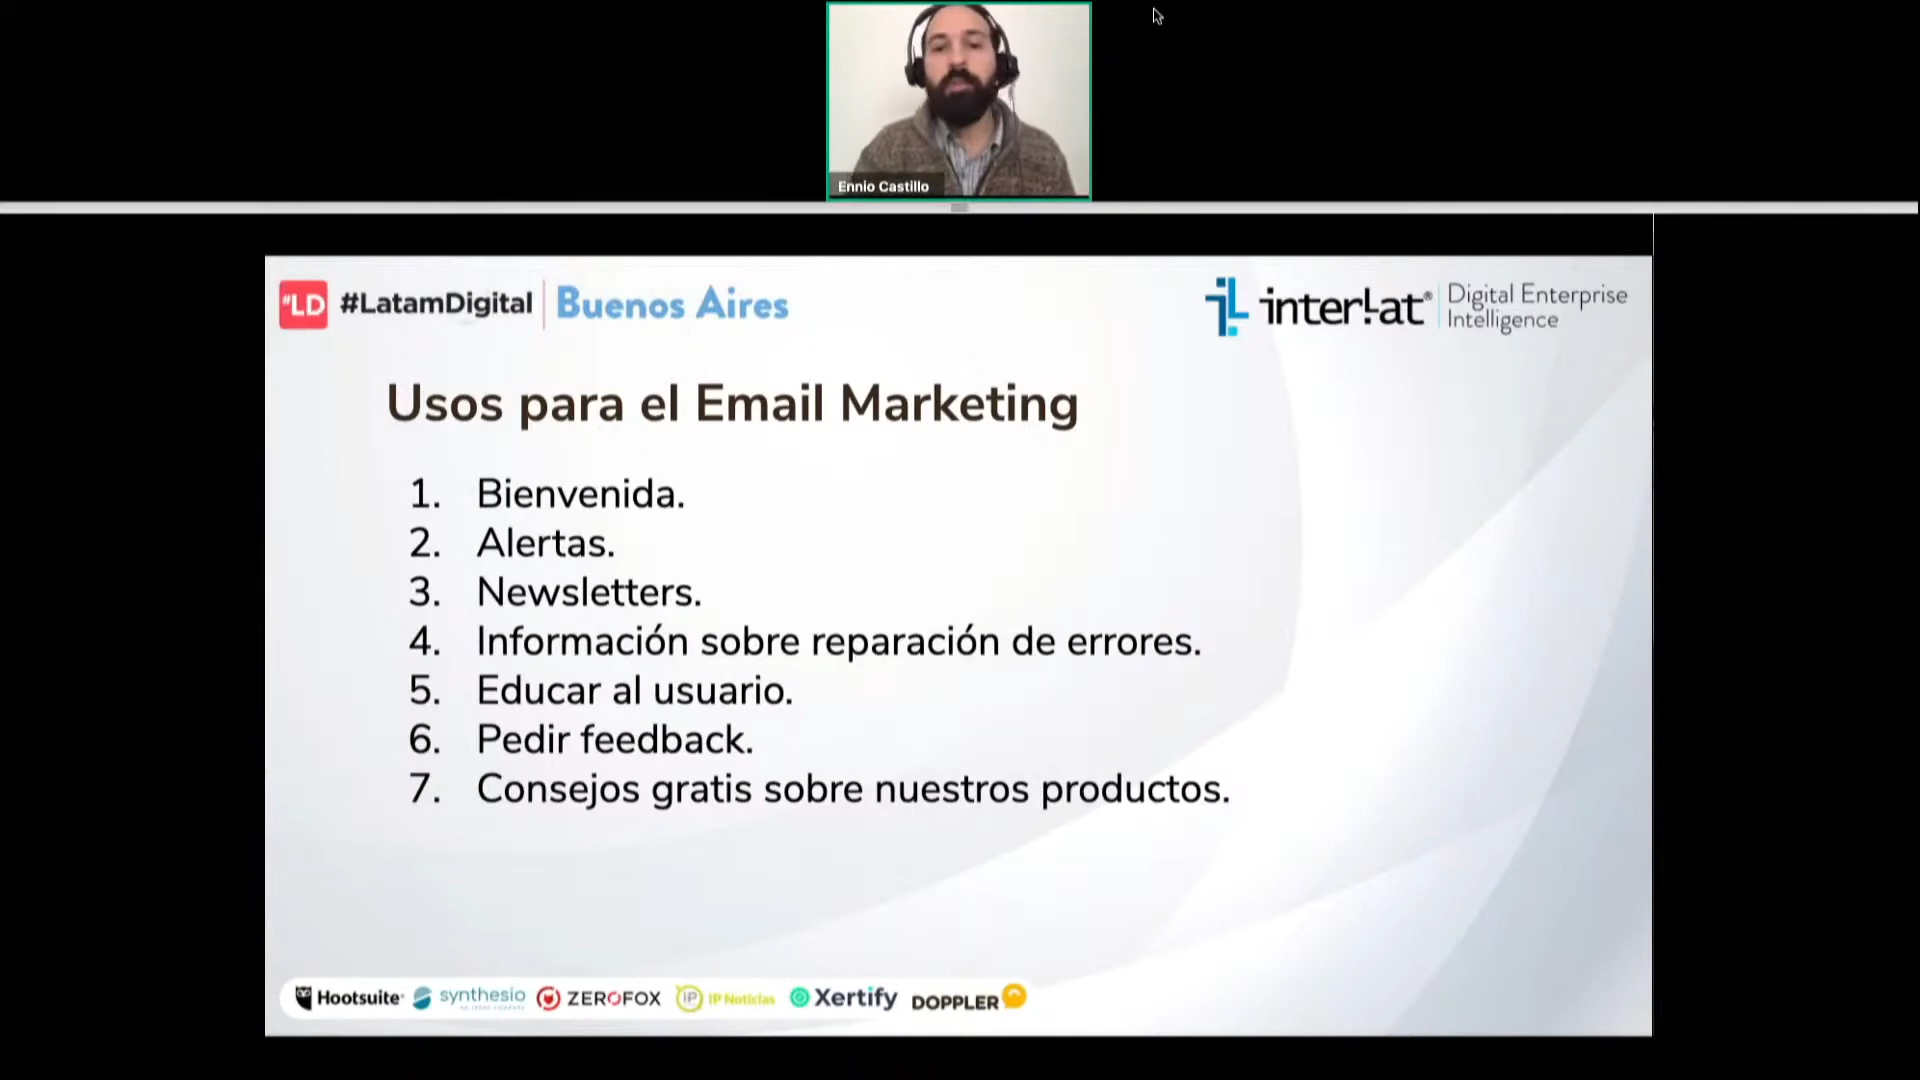 Ennio Castillo
#LD #LatamDigital Buenos Aires
interlat® Digital Enterprise
Intelligence
Usos para el Email Marketing
1. Bienvenida.
2. Alertas.
3. Newsletters.
4. Información sobre reparación de errores.
5. Educar al usuario.
6. Pedir feedback.
7. Consejos gratis sobre nuestros productos.
Hootsuite synthesio ZEROFOX IP IP Noticias Xertify DOPPLER